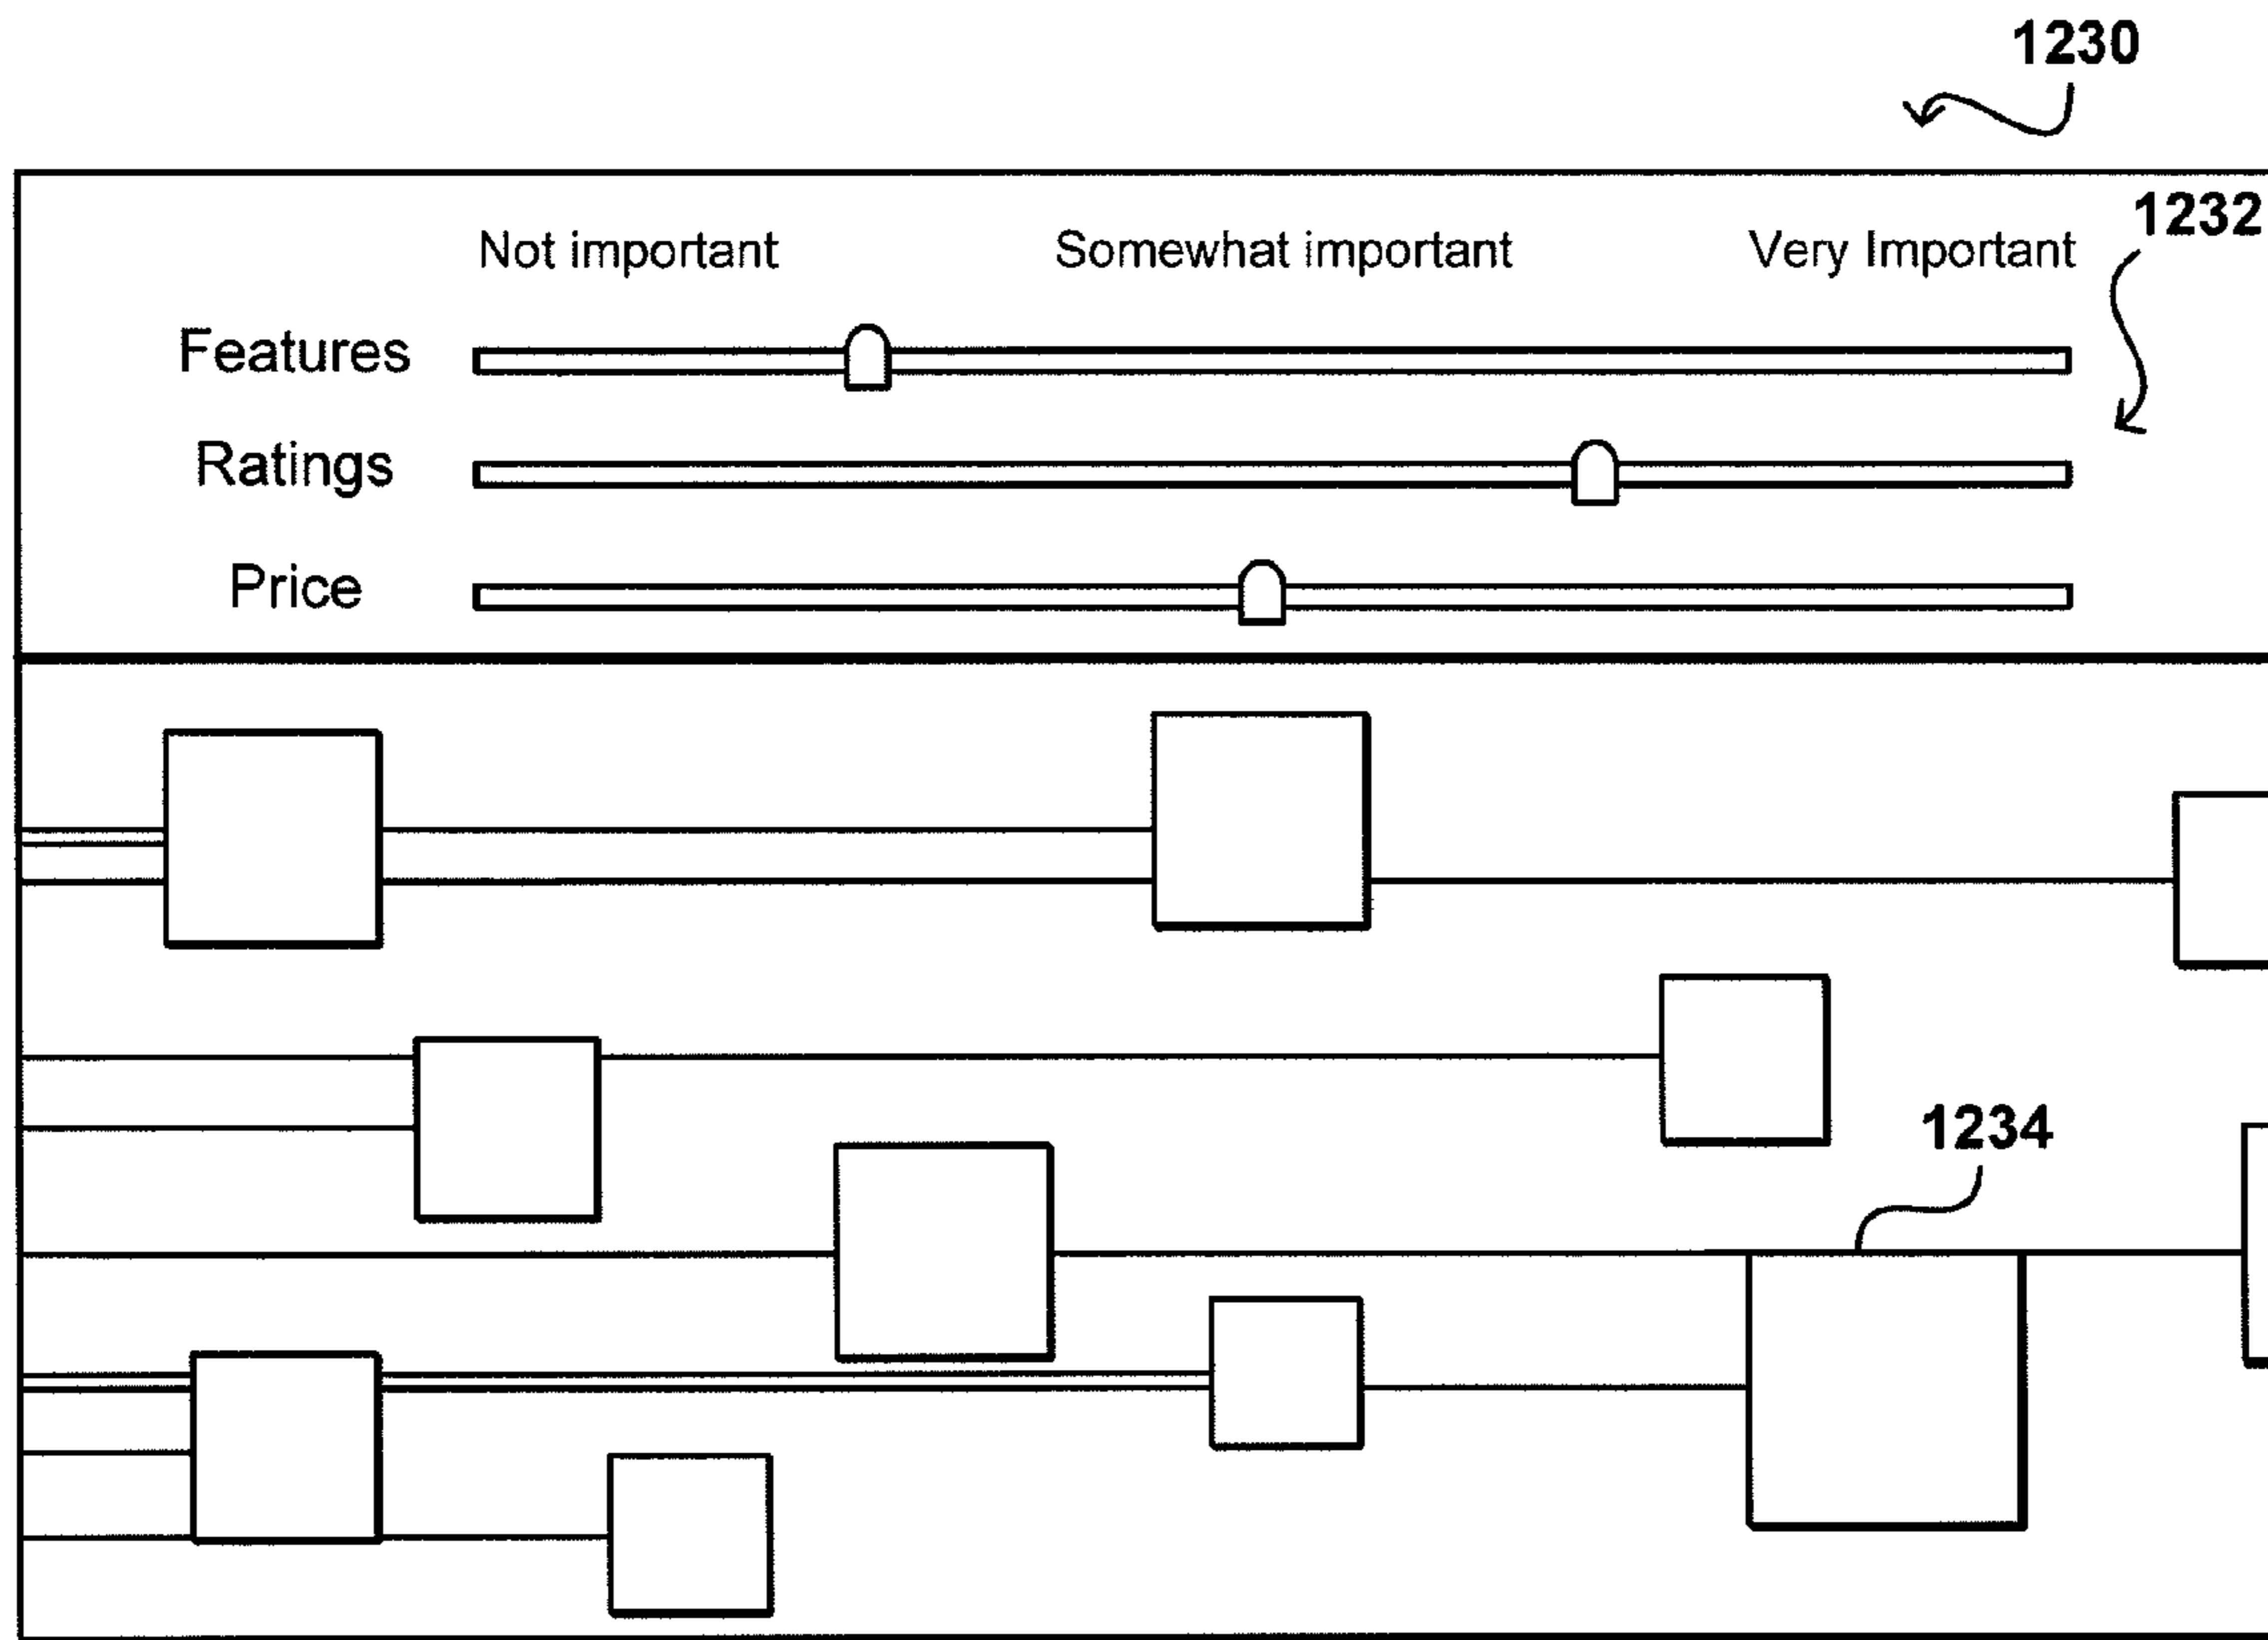 1230
1232
Not important Somewhat important Very Important
Features
Ratings
Price
1234